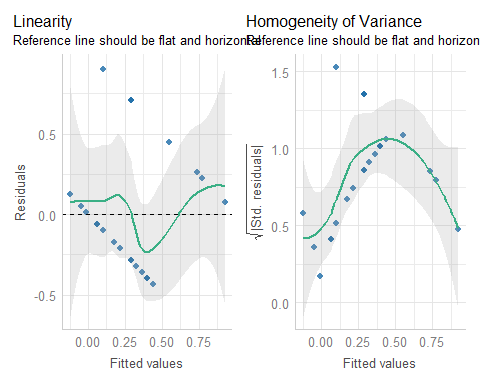 Linearity
Reference line should be flat and horizontal
Residuals
0.5
0.0
-0.5
0.00
0.25
0.50
0.75
Fitted values
Homogeneity of Variance
Reference line should be flat and horizon
√|Std. residuals|
1.5
1.0
0.5
0.0
0.00
0.25
0.50
0.75
Fitted values